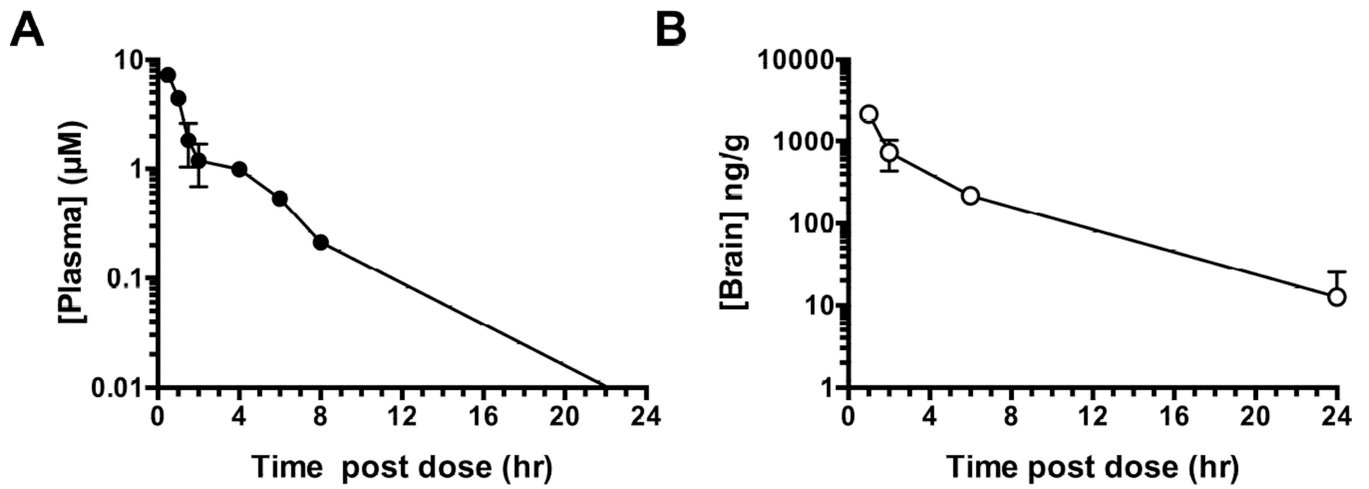 A
[Plasma] (µM)
10
1
0.1
0.01
0 4 8 12 16 20 24
Time post dose (hr)
B
[Brain] ng/g
10000
1000
100
10
1
0 4 8 12 16 20 24
Time post dose (hr)